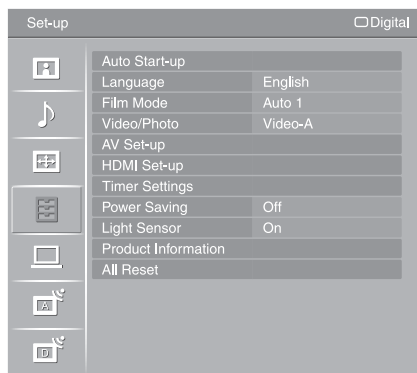 Set-up Digital
Auto Start-up
Language English
Film Mode Auto 1
Video/Photo Video-A
AV Set-up
HDMI Set-up
Timer Settings
Power Saving Off
Light Sensor On
Product Information
All Reset
A
D